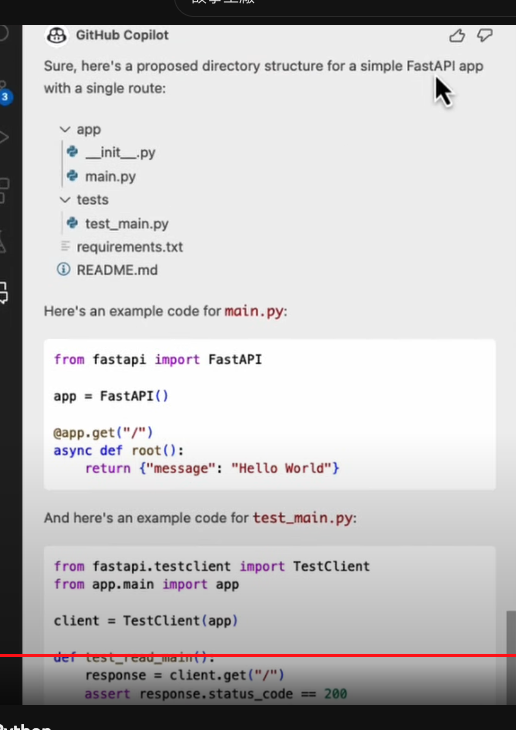 GitHub Copilot
Sure, here's a proposed directory structure for a simple FastAPI app
with a single route:
3
app
__init__.py
main.py
tests
test_main.py
requirements.txt
README.md
Here's an example code for main.py:
from fastapi import FastAPI
app = FastAPI()
@app.get("/")
async def root():
    return {"message": "Hello World"}
And here's an example code for test_main.py:
from fastapi.testclient import TestClient
from app.main import app
client = TestClient(app)
def test_read_main():
    response = client.get("/")
    assert response.status_code == 200
Python